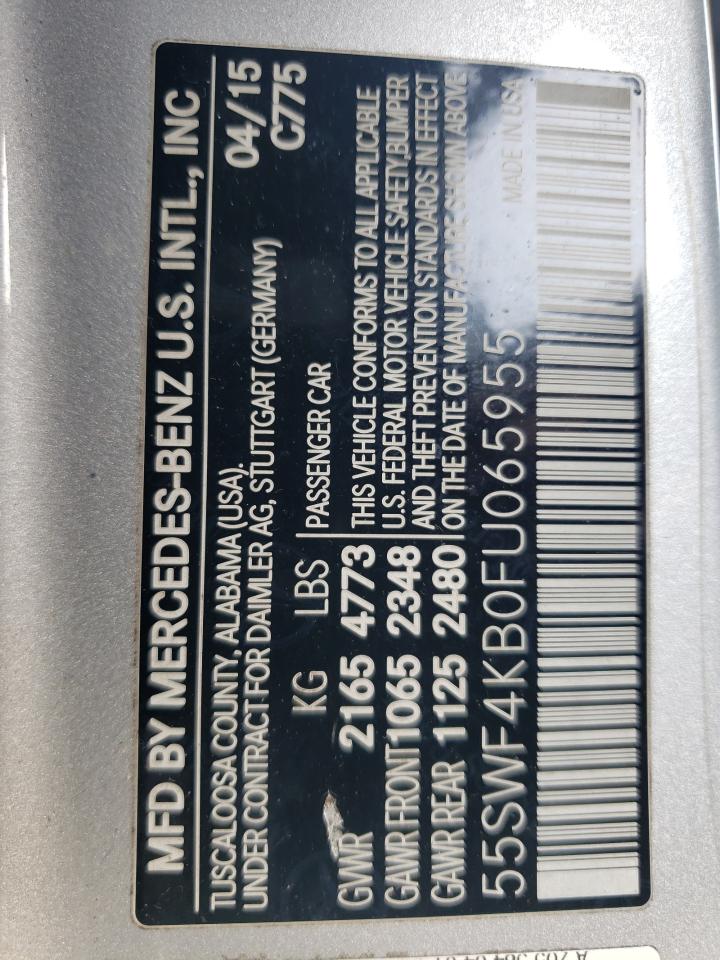 MFD BY MERCEDES-BENZ U.S. INTL., INC
TUSCALOOSA COUNTY, ALABAMA (USA). 04/15
UNDER CONTRACT FOR DAIMLER AG, STUTTGART (GERMANY) C775
KG LBS PASSENGER CAR
GVWR 2165 4773 THIS VEHICLE CONFORMS TO ALL APPLICABLE
GAWR FRONT 1065 2348 U.S. FEDERAL MOTOR VEHICLE SAFETY,BUMPER
AND THEFT PREVENTION STANDARDS IN EFFECT
GAWR REAR 1125 2480 ON THE DATE OF MANUFACTURE SHOWN ABOVE
55SWF4KB0FU065955 MADE IN USA